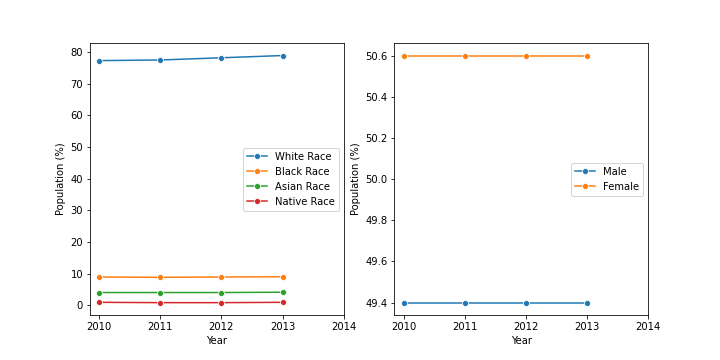 80
70
60
50
40
30
20
10
0
Population (%)
White Race
Black Race
Asian Race
Native Race
2010 2011 2012 2013 2014
Year
50.6
50.4
50.2
50.0
49.8
49.6
49.4
Population (%)
Male
Female
2010 2011 2012 2013 2014
Year